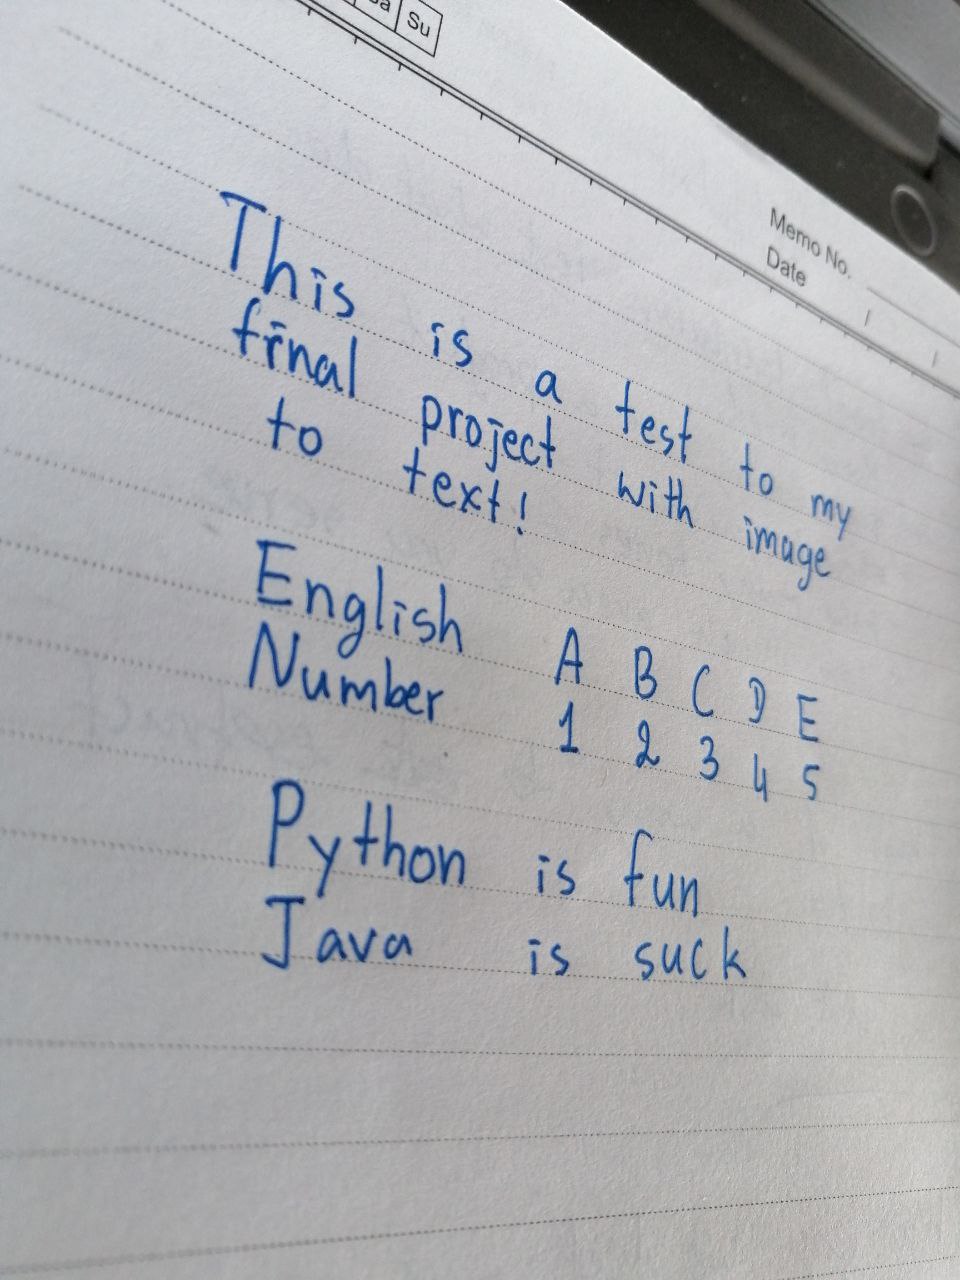 Sa Su
Memo No.
Date
This is a test to my
final project with image
to text!
English A B C D E
Number 1 2 3 4 5
Python is fun
Java is suck